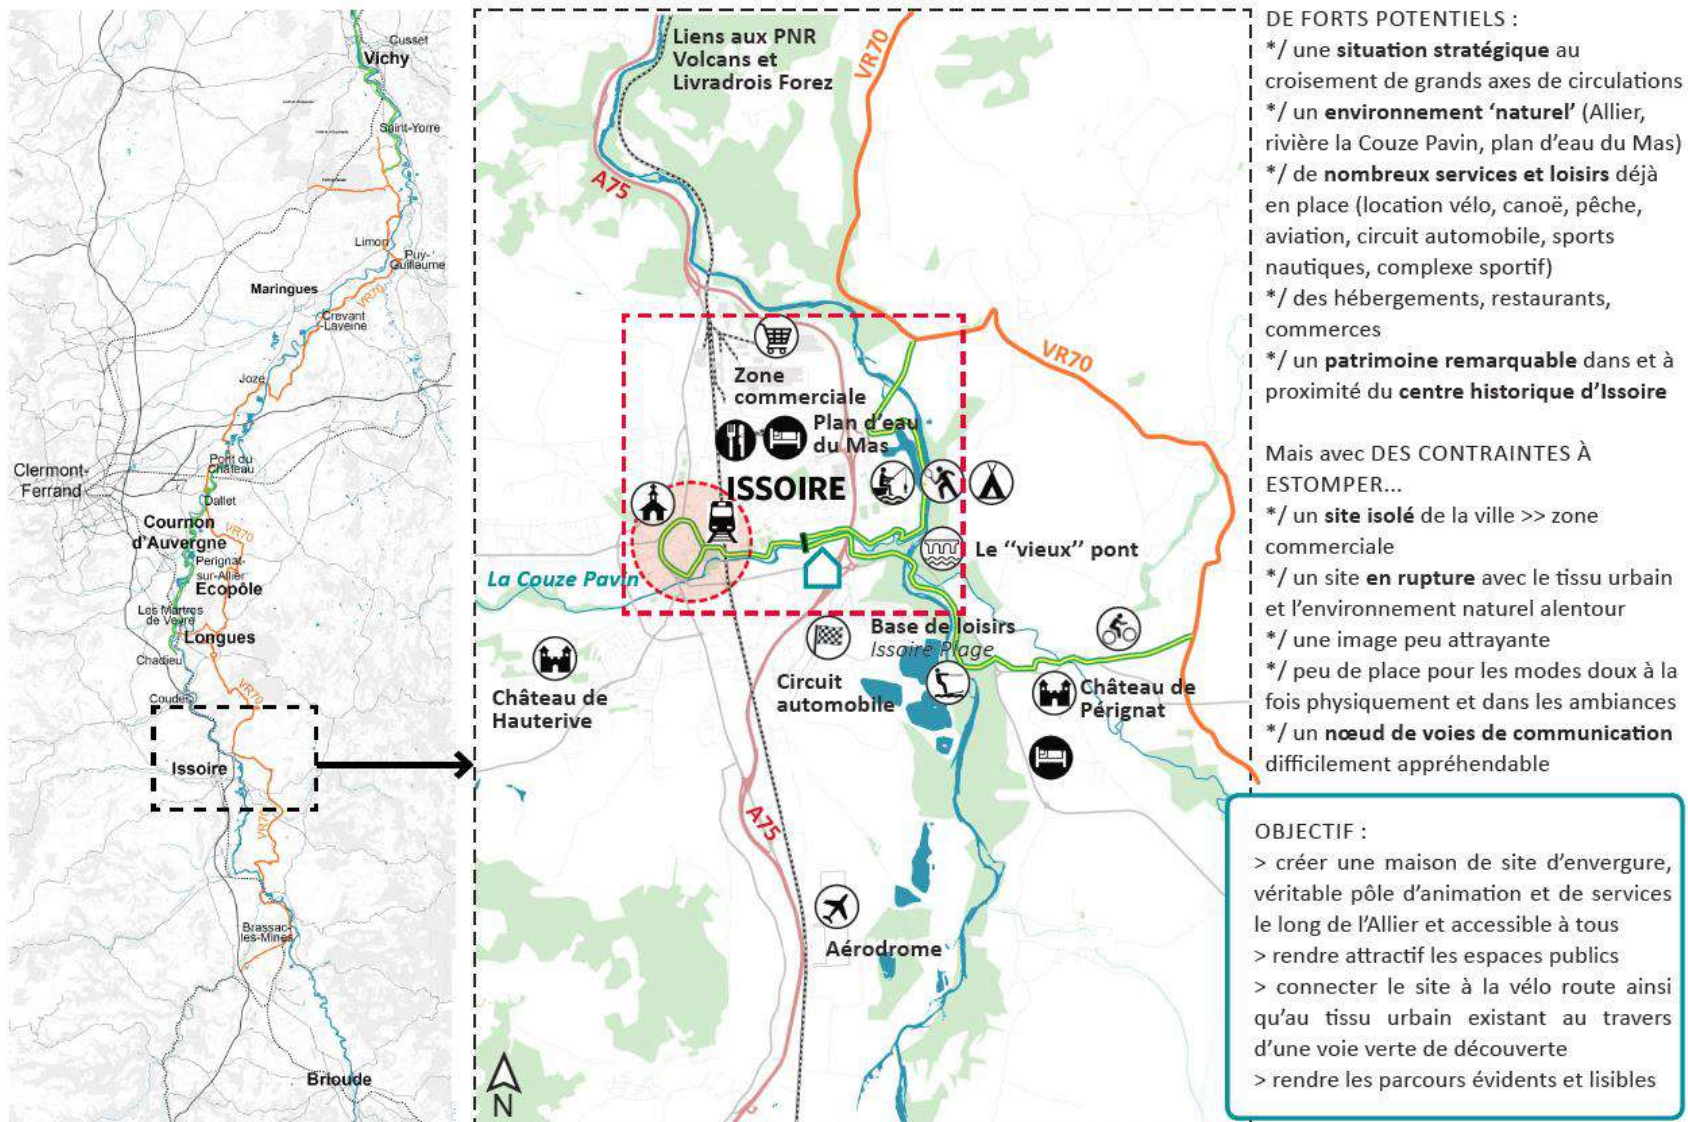 Cusset
Vichy
Saint-Yorre
Limon
Puy-
Guillaume
Maringues
VR70
Crevant
-Laveine
Joze
Pont du
Château
Clermont-
Ferrand
Dallet
Cournon
d'Auvergne
VR70
Perignat-
sur-Allier
Ecopôle
Les Martres
de Veyre
Longues
Chadieu
VR70
Coudes
Issoire
VR70
Brassac-
les-Mines
Brioude
Liens aux PNR
Volcans et
Livradrois Forez
VR70
A75
VR70
Zone
commerciale
Plan d'eau
du Mas
ISSOIRE
Le "vieux" pont
La Couze Pavin
Base de loisirs
Issoire Plage
Château de
Hauterive
Circuit
automobile
Château de
Pérignat
A75
Aérodrome
N
DE FORTS POTENTIELS :
*/ une situation stratégique au
croisement de grands axes de circulations
*/ un environnement 'naturel' (Allier,
rivière la Couze Pavin, plan d'eau du Mas)
*/ de nombreux services et loisirs déjà
en place (location vélo, canoë, pêche,
aviation, circuit automobile, sports
nautiques, complexe sportif)
*/ des hébergements, restaurants,
commerces
*/ un patrimoine remarquable dans et à
proximité du centre historique d'Issoire
Mais avec DES CONTRAINTES À
ESTOMPER...
*/ un site isolé de la ville >> zone
commerciale
*/ un site en rupture avec le tissu urbain
et l'environnement naturel alentour
*/ une image peu attrayante
*/ peu de place pour les modes doux à la
fois physiquement et dans les ambiances
*/ un nœud de voies de communication
difficilement appréhendable
OBJECTIF :
> créer une maison de site d'envergure,
véritable pôle d'animation et de services
le long de l'Allier et accessible à tous
> rendre attractif les espaces publics
> connecter le site à la vélo route ainsi
qu'au tissu urbain existant au travers
d'une voie verte de découverte
> rendre les parcours évidents et lisibles